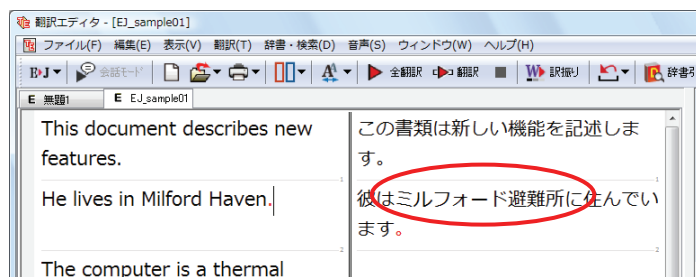 翻訳エディタ - [EJ_sample01]
ファイル(F) 編集(E) 表示(V) 翻訳(T) 辞書・検索(D) 音声(S) ウィンドウ(W) ヘルプ(H)
E›J 会話モード 全翻訳 翻訳 訳振り 辞書引
E 無題1 E EJ_sample01
This document describes new
features.
この書類は新しい機能を記述しま
す。
1 1
He lives in Milford Haven.
彼はミルフォード避難所に住んでい
ます。
2 2
The computer is a thermal